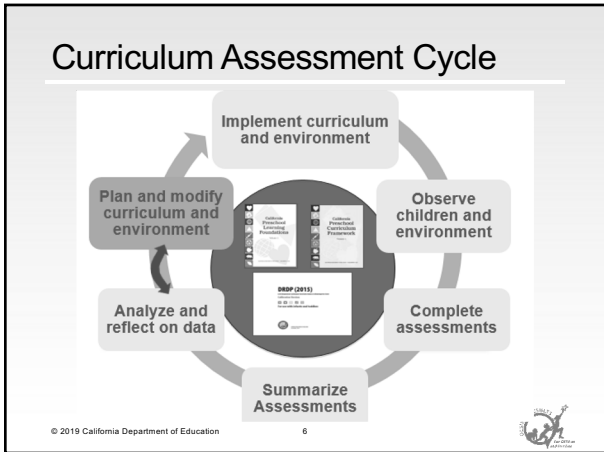 Curriculum Assessment Cycle
Implement curriculum
and environment
Plan and modify
curriculum and
environment
Observe
children and
environment
California
Preschool
Learning
Foundations
California
Preschool
Curriculum
Framework
DRDP (2015)
Analyze and
reflect on data
Complete
assessments
Summarize
Assessments
© 2019 California Department of Education
6